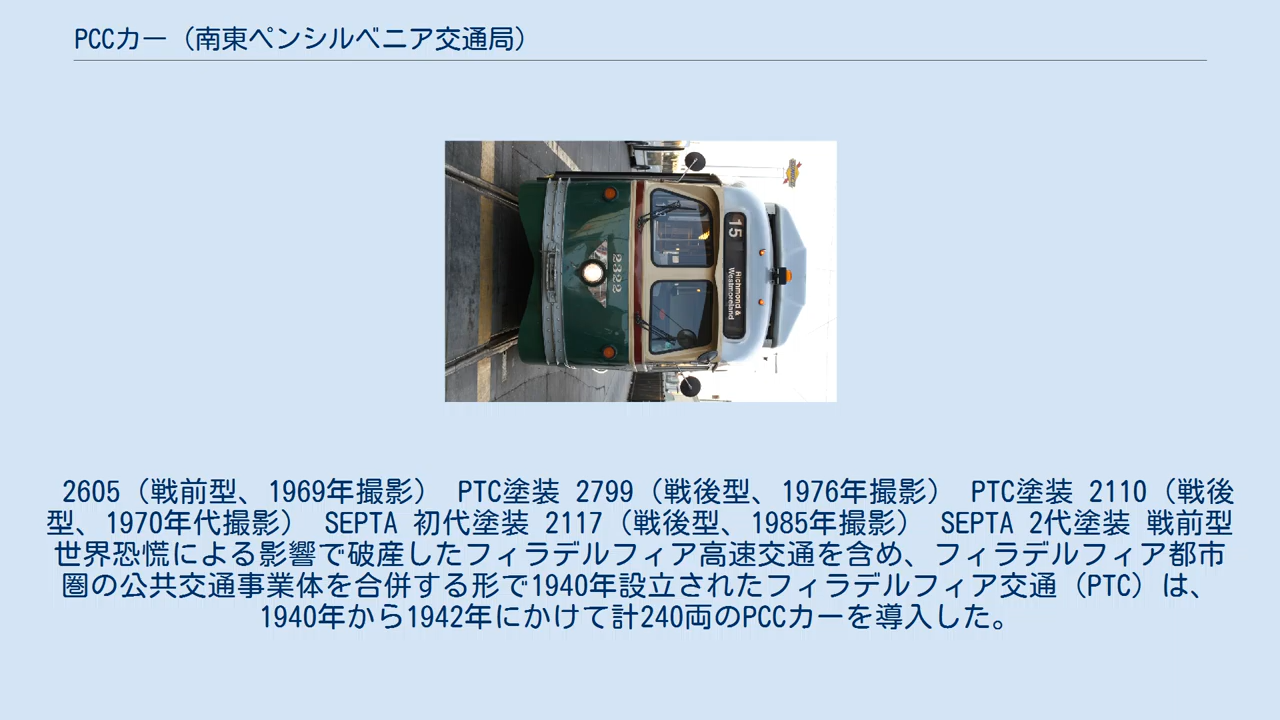 PCCカー（南東ペンシルベニア交通局）
15
Richmond &
Westmoreland
2322
2605（戦前型、1969年撮影） PTC塗装 2799（戦後型、1976年撮影） PTC塗装 2110（戦後
型、1970年代撮影） SEPTA 初代塗装 2117（戦後型、1985年撮影） SEPTA 2代塗装 戦前型
世界恐慌による影響で破産したフィラデルフィア高速交通を含め、フィラデルフィア都市
圏の公共交通事業体を合併する形で1940年設立されたフィラデルフィア交通（PTC）は、
1940年から1942年にかけて計240両のPCCカーを導入した。